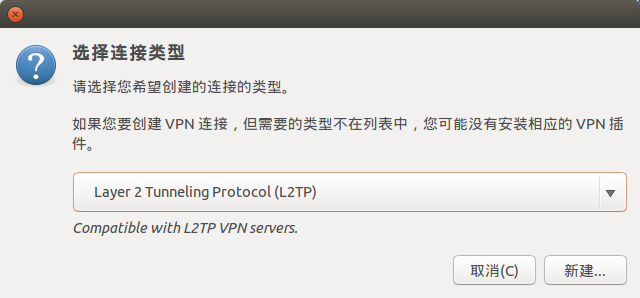 选择连接类型
请选择您希望创建的连接的类型。
如果您要创建 VPN 连接，但需要的类型不在列表中，您可能没有安装相应的 VPN 插
件。
Layer 2 Tunneling Protocol (L2TP)
Compatible with L2TP VPN servers.
取消(C) 新建...